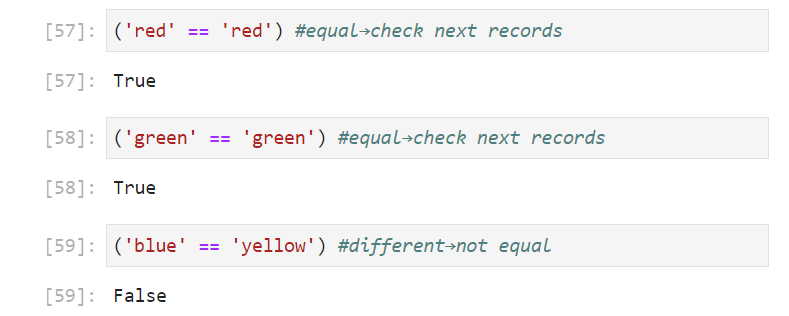 [57]: ('red' == 'red') #equal→check next records
[57]: True
[58]: ('green' == 'green') #equal→check next records
[58]: True
[59]: ('blue' == 'yellow') #different→not equal
[59]: False